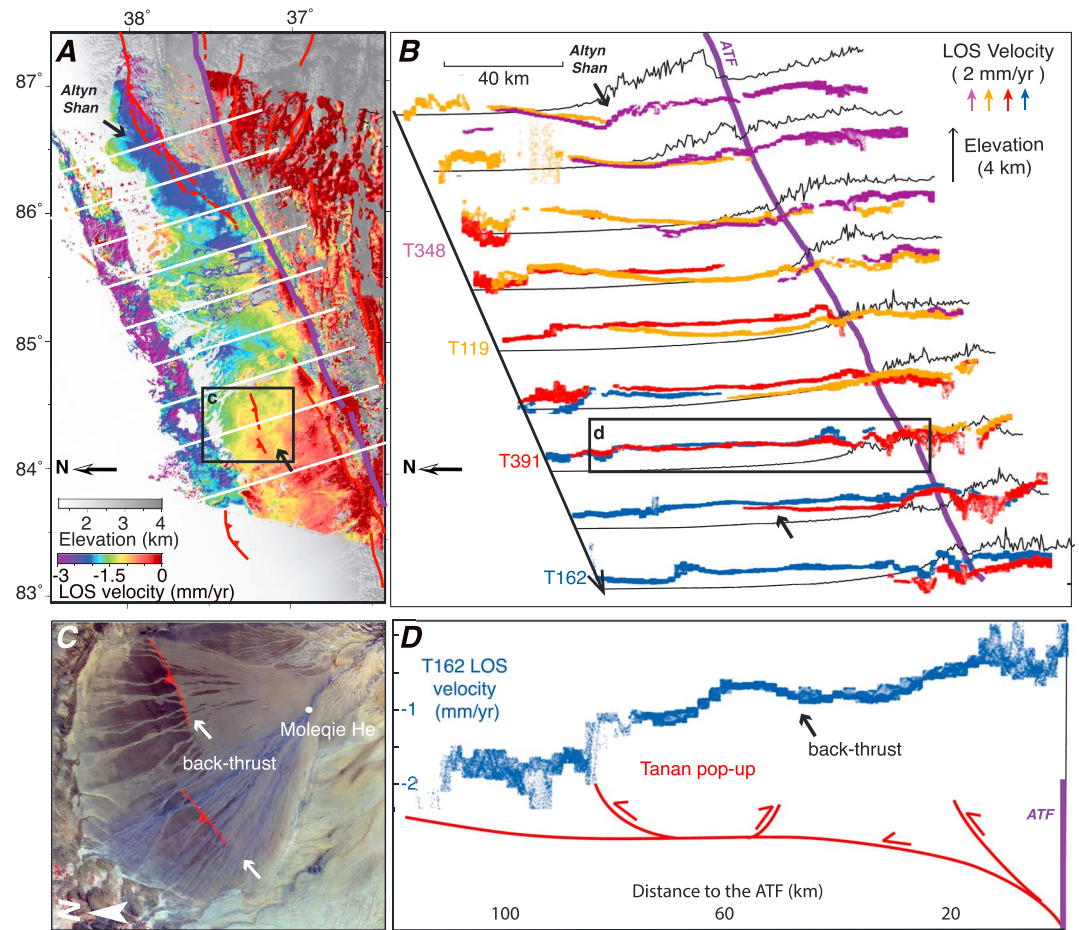 38˚
37˚
A
Altyn
Shan
87˚
86˚
85˚
84˚
83˚
c
N
2 3 4
Elevation (km)
-3 -1.5 0
LOS velocity (mm/yr)
B
40 km
Altyn
Shan
ATF
LOS Velocity
( 2 mm/yr )
Elevation
(4 km)
T348
T119
T391
T162
d
N
C
Moleqie He
back-thrust
N
D
T162 LOS
velocity
(mm/yr)
-1
-2
back-thrust
Tanan pop-up
ATF
Distance to the ATF (km)
100 60 20